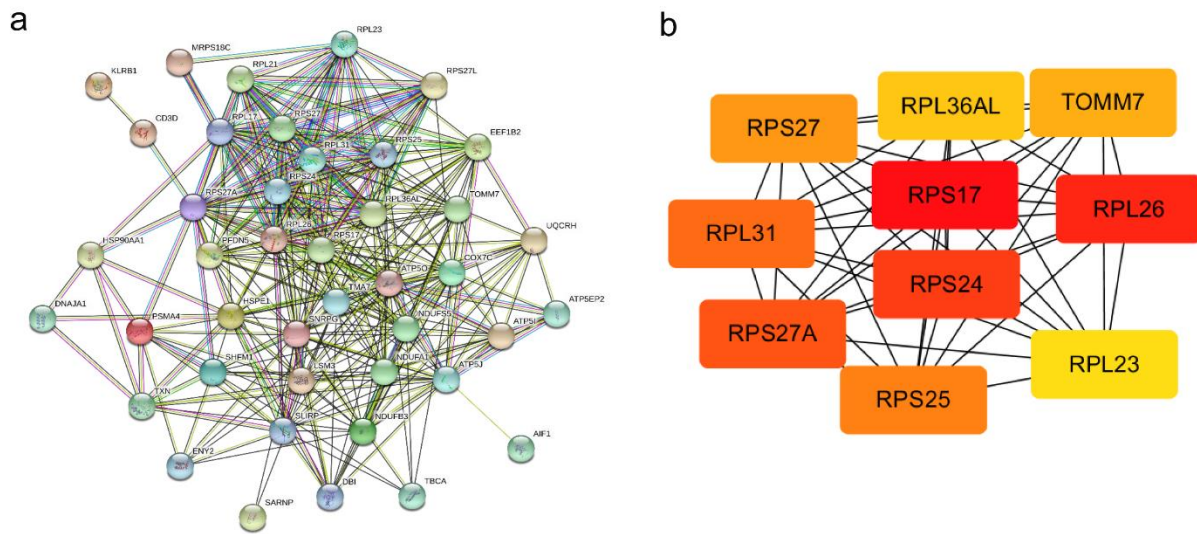 a
b
RPL23
MRPS18C
KLRB1
RPL21
RPS27L
CD3D
RPL17
RPS27
EEF1B2
RPL31
RPS25
RPS24
RPS27A
RPL36AL
TOMM7
RPL26
RPS17
UQCRH
HSP90AA1
PFDN5
ATP5O
COX7C
DNAJA1
PSMA4
HSPE1
TMA7
ATP5EP2
SNRPG
NDUFS5
ATP5I
SHFM1
LSM3
NDUFA1
ATP5J
TXN
SLIRP
NDUFB3
AIF1
ENY2
SARNP
DBI
TBCA
RPS27
RPL36AL
TOMM7
RPS17
RPL26
RPL31
RPS24
RPS27A
RPL23
RPS25